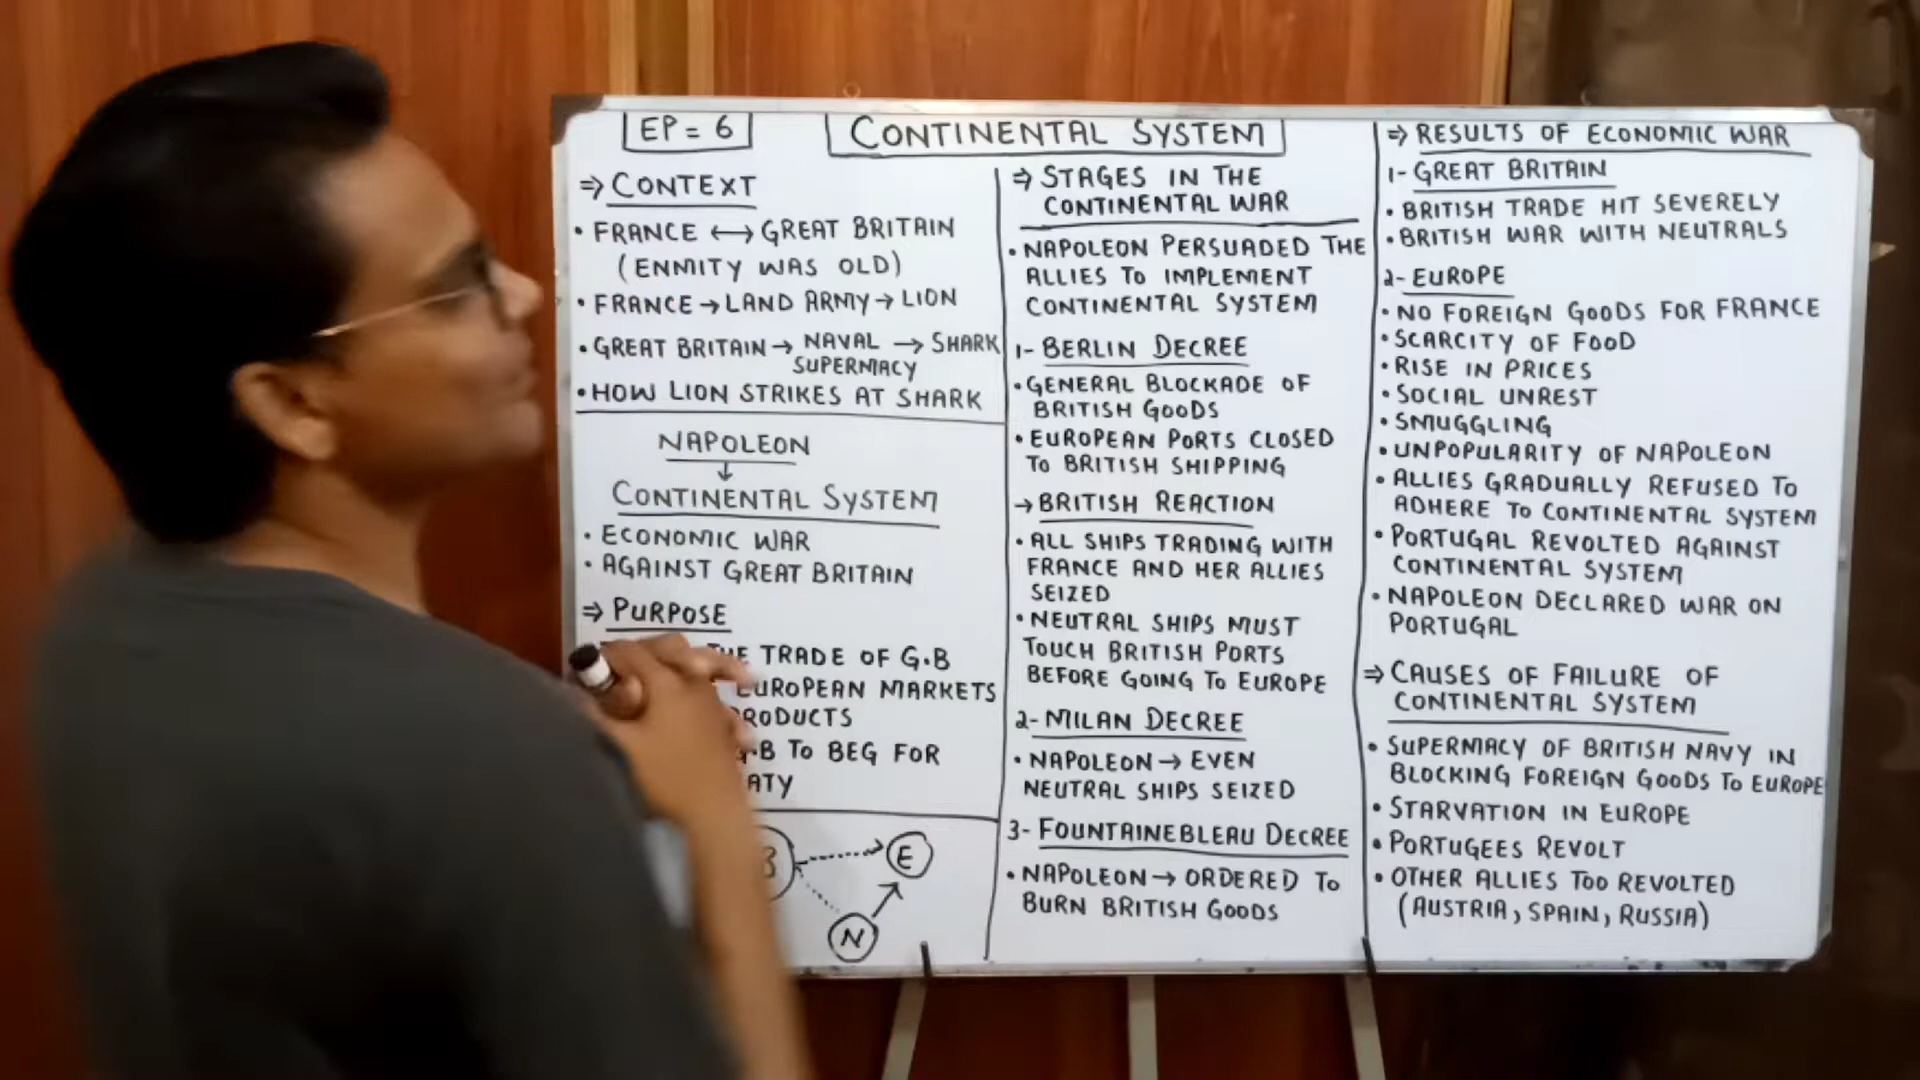 EP = 6
CONTINENTAL SYSTEM
⇒ CONTEXT
• FRANCE ↔ GREAT BRITAIN
(ENMITY WAS OLD)
• FRANCE → LAND ARMY → LION
• GREAT BRITAIN → NAVAL → SHARK
SUPERMACY
• HOW LION STRIKES AT SHARK
NAPOLEON
↓
CONTINENTAL SYSTEM
• ECONOMIC WAR
• AGAINST GREAT BRITAIN
⇒ PURPOSE
TRADE OF G.B
EUROPEAN MARKETS
PRODUCTS
G.B TO BEG FOR
B
E
N
⇒ STAGES IN THE
CONTINENTAL WAR
• NAPOLEON PERSUADED THE
ALLIES TO IMPLEMENT
CONTINENTAL SYSTEM
1- BERLIN DECREE
• GENERAL BLOCKADE OF
BRITISH GOODS
• EUROPEAN PORTS CLOSED
TO BRITISH SHIPPING
→ BRITISH REACTION
• ALL SHIPS TRADING WITH
FRANCE AND HER ALLIES
SEIZED
• NEUTRAL SHIPS MUST
TOUCH BRITISH PORTS
BEFORE GOING TO EUROPE
2- MILAN DECREE
• NAPOLEON → EVEN
NEUTRAL SHIPS SEIZED
3- FOUNTAINEBLEAU DECREE
• NAPOLEON → ORDERED TO
BURN BRITISH GOODS
⇒ RESULTS OF ECONOMIC WAR
1- GREAT BRITAIN
• BRITISH TRADE HIT SEVERELY
• BRITISH WAR WITH NEUTRALS
2- EUROPE
• NO FOREIGN GOODS FOR FRANCE
• SCARCITY OF FOOD
• RISE IN PRICES
• SOCIAL UNREST
• SMUGGLING
• UNPOPULARITY OF NAPOLEON
• ALLIES GRADUALLY REFUSED TO
ADHERE TO CONTINENTAL SYSTEM
• PORTUGAL REVOLTED AGAINST
CONTINENTAL SYSTEM
• NAPOLEON DECLARED WAR ON
PORTUGAL
⇒ CAUSES OF FAILURE OF
CONTINENTAL SYSTEM
• SUPERMACY OF BRITISH NAVY IN
BLOCKING FOREIGN GOODS TO EUROPE
• STARVATION IN EUROPE
• PORTUGEES REVOLT
• OTHER ALLIES TOO REVOLTED
(AUSTRIA, SPAIN, RUSSIA)